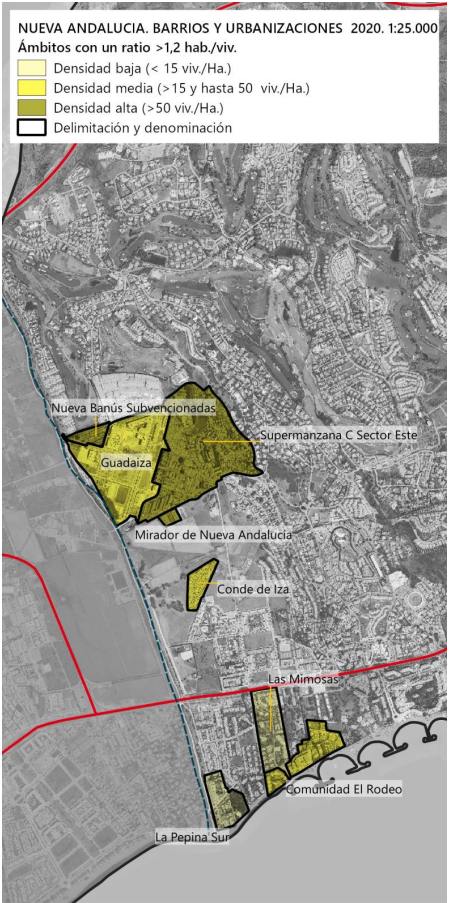 NUEVA ANDALUCIA. BARRIOS Y URBANIZACIONES 2020. 1:25.000
Ámbitos con un ratio >1,2 hab./viv.
Densidad baja (< 15 viv./Ha.)
Densidad media (>15 y hasta 50 viv./Ha.)
Densidad alta (>50 viv./Ha.)
Delimitación y denominación
Nueva Banús Subvencionadas
Supermanzana C Sector Este
Guadaiza
Mirador de Nueva Andalucia
Conde de Iza
Las Mimosas
Comunidad El Rodeo
La Pepina Sur